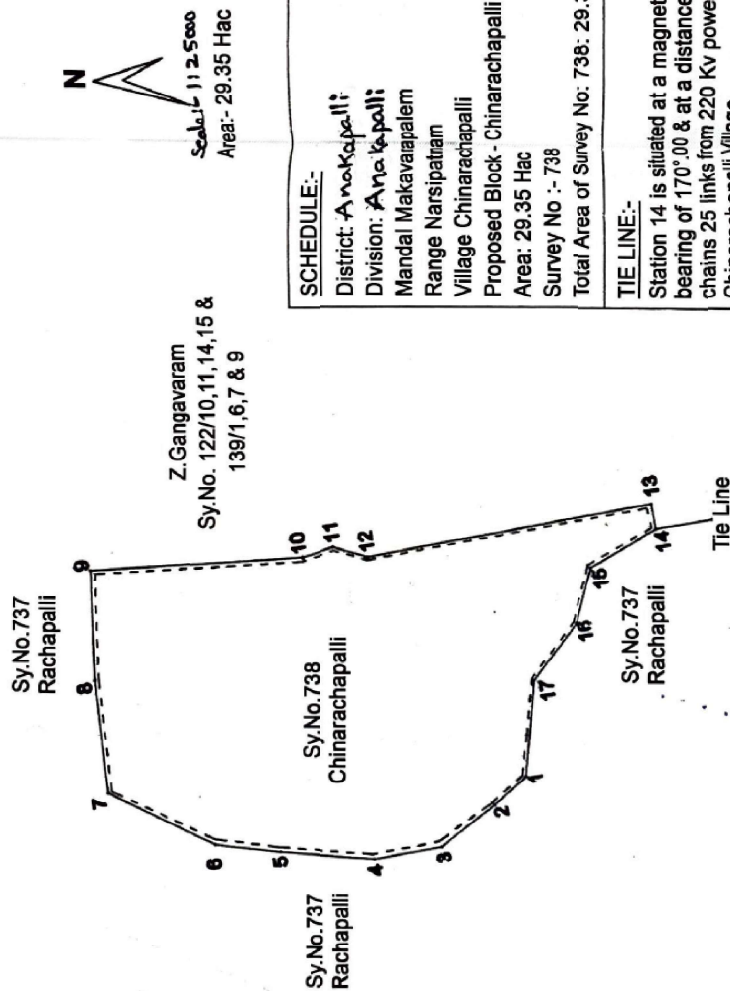 N
Scale:- 1:25000
Area:- 29.35 Hac
Sy.No.737
Rachapalli
Z.Gangavaram
Sy.No. 122/10,11,14,15 &
139/1,6,7 & 9
7
8
9
6
5
4
3
2
1
17
16
15
14
13
12
11
10
Sy.No.738
Chinarachapalli
Sy.No.737
Rachapalli
Sy.No.737
Rachapalli
Tie Line
SCHEDULE:-
District: Anakapalli
Division: Anakapalli
Mandal Makavarapalem
Range Narsipatnam
Village Chinarachapalli
Proposed Block - Chinarachapalli
Area: 29.35 Hac
Survey No :- 738
Total Area of Survey No: 738: 29.
TIE LINE:-
Station 14 is situated at a magnet
bearing of 170°.00 & at a distance
chains 25 links from 220 Kv powe